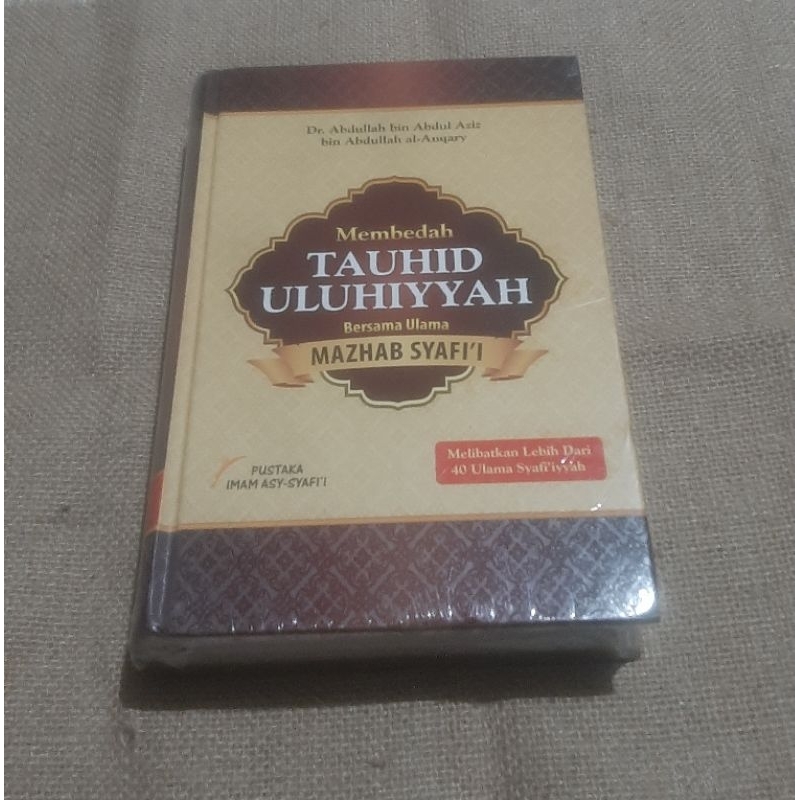 Dr. Abdullah bin Abdul Aziz
bin Abdullah al-Anqary
Membedah
TAUHID
ULUHIYYAH
Bersama Ulama
MAZHAB SYAFI'I
Melibatkan Lebih Dari
40 Ulama Syafi'iyyah
PUSTAKA
IMAM ASY-SYAFI'I